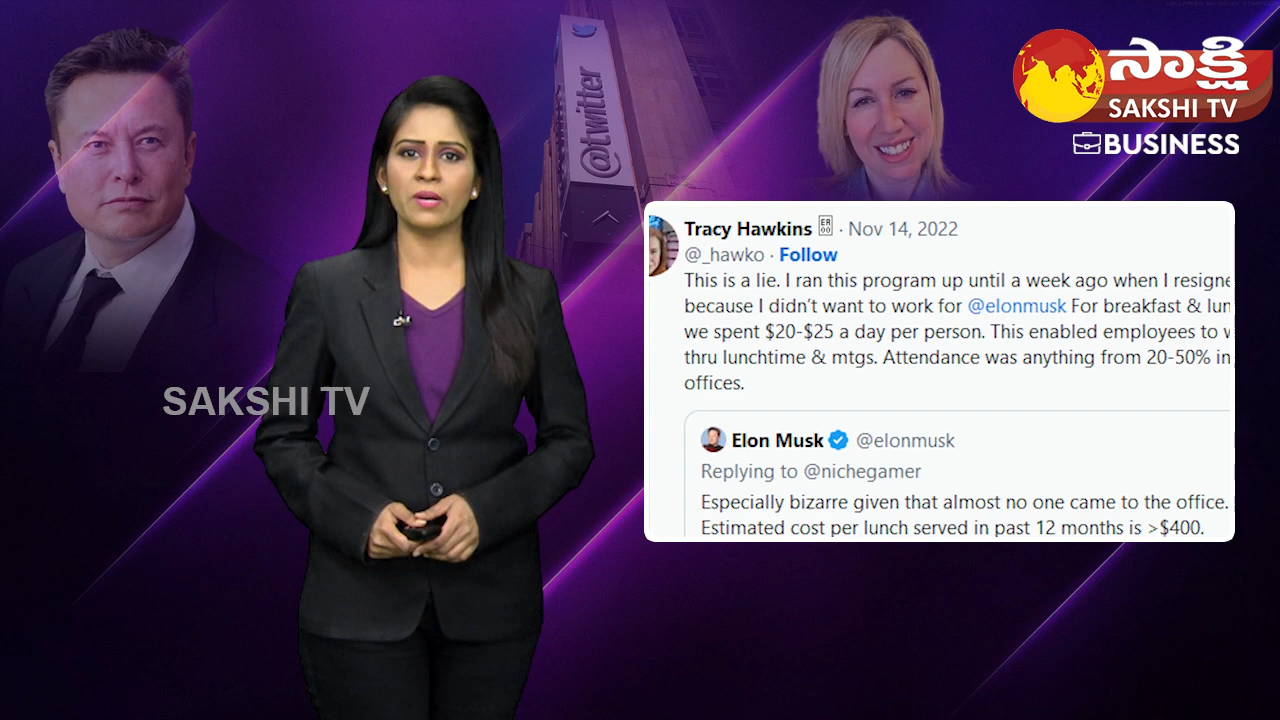 @twitter
సాక్షి
SAKSHI TV
BUSINESS
Tracy Hawkins · Nov 14, 2022
@_hawko · Follow
This is a lie. I ran this program up until a week ago when I resigne
because I didn't want to work for @elonmusk For breakfast & lun
we spent $20-$25 a day per person. This enabled employees to w
thru lunchtime & mtgs. Attendance was anything from 20-50% in
offices.
Elon Musk @elonmusk
Replying to @nichegamer
Especially bizarre given that almost no one came to the office.
Estimated cost per lunch served in past 12 months is >$400.
SAKSHI TV